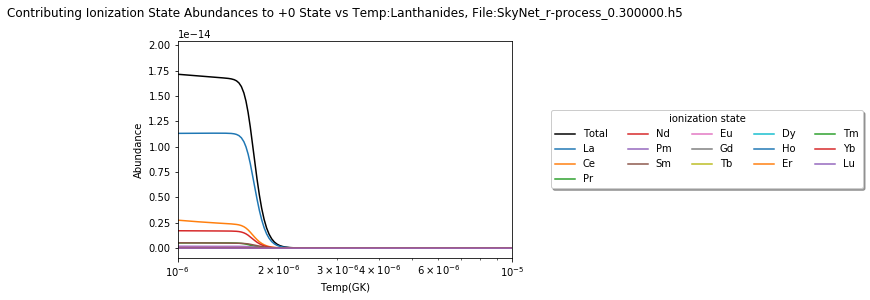 Contributing Ionization State Abundances to +0 State vs Temp:Lanthanides, File:SkyNet_r-process_0.300000.h5
1e−14
2.00
1.75
1.50
1.25
1.00
0.75
0.50
0.25
0.00
Abundance
10⁻⁶
2 × 10⁻⁶
3 × 10⁻⁶
4 × 10⁻⁶
6 × 10⁻⁶
10⁻⁵
Temp(GK)
ionization state
Total Nd Eu Dy Tm
La Pm Gd Ho Yb
Ce Sm Tb Er Lu
Pr